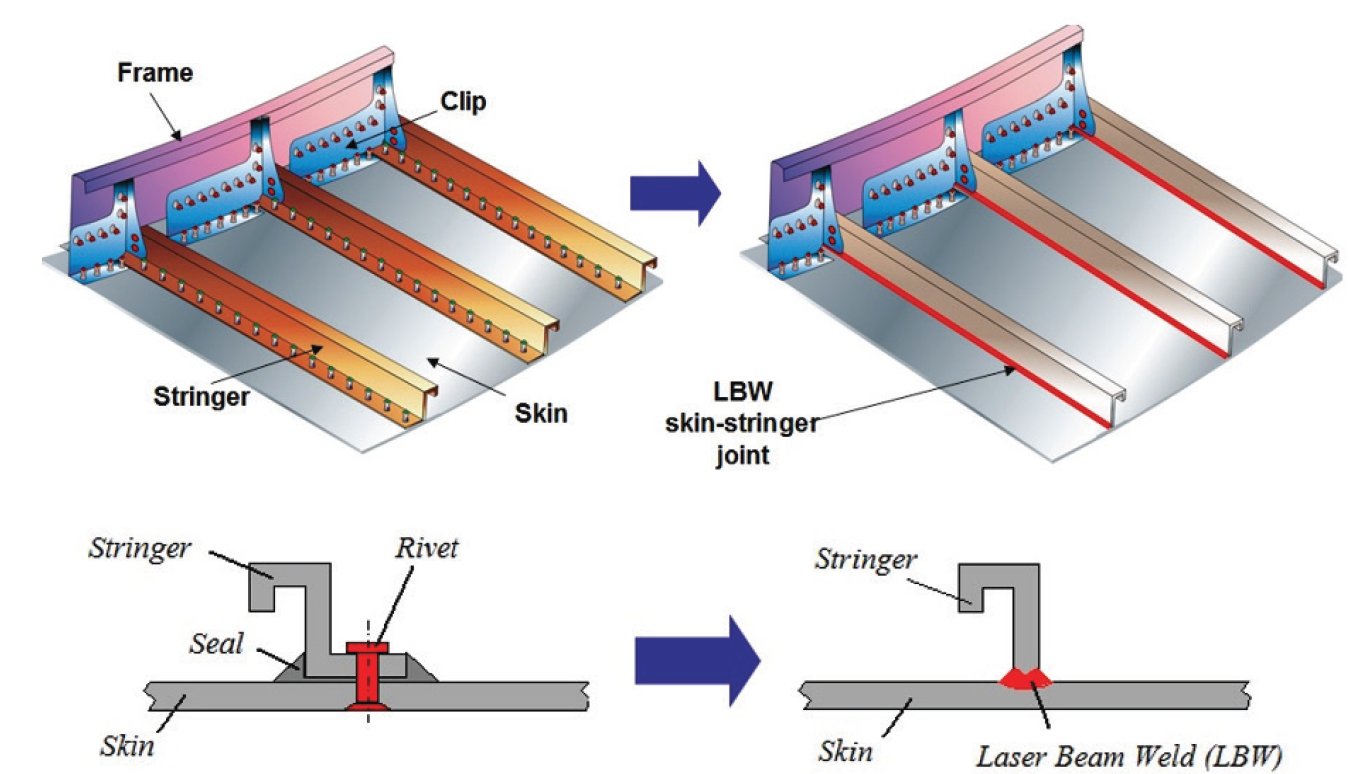 Frame
Clip
Stringer
Skin
LBW
skin-stringer
joint
Stringer
Rivet
Seal
Skin
Stringer
Skin
Laser Beam Weld (LBW)